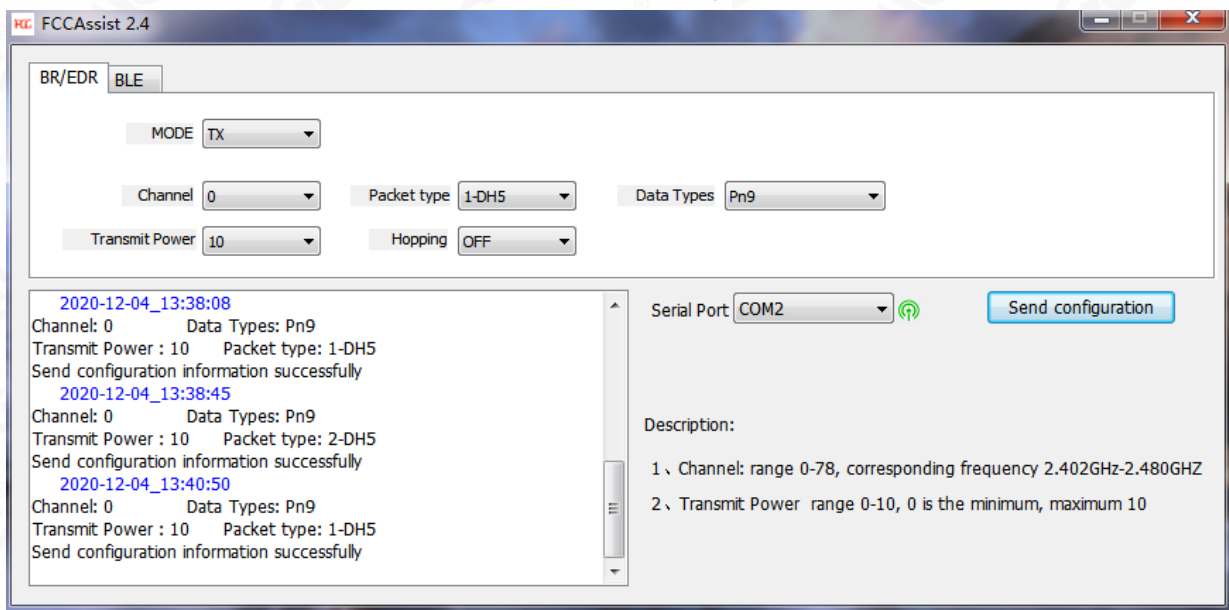 FCC FCCAssist 2.4
BR/EDR BLE
MODE TX
Channel 0 Packet type 1-DH5 Data Types Pn9
Transmit Power 10 Hopping OFF
2020-12-04_13:38:08
Channel: 0 Data Types: Pn9
Transmit Power : 10 Packet type: 1-DH5
Send configuration information successfully
2020-12-04_13:38:45
Channel: 0 Data Types: Pn9
Transmit Power : 10 Packet type: 2-DH5
Send configuration information successfully
2020-12-04_13:40:50
Channel: 0 Data Types: Pn9
Transmit Power : 10 Packet type: 1-DH5
Send configuration information successfully
Serial Port COM2 Send configuration
Description:
1、Channel: range 0-78, corresponding frequency 2.402GHz-2.480GHZ
2、Transmit Power range 0-10, 0 is the minimum, maximum 10